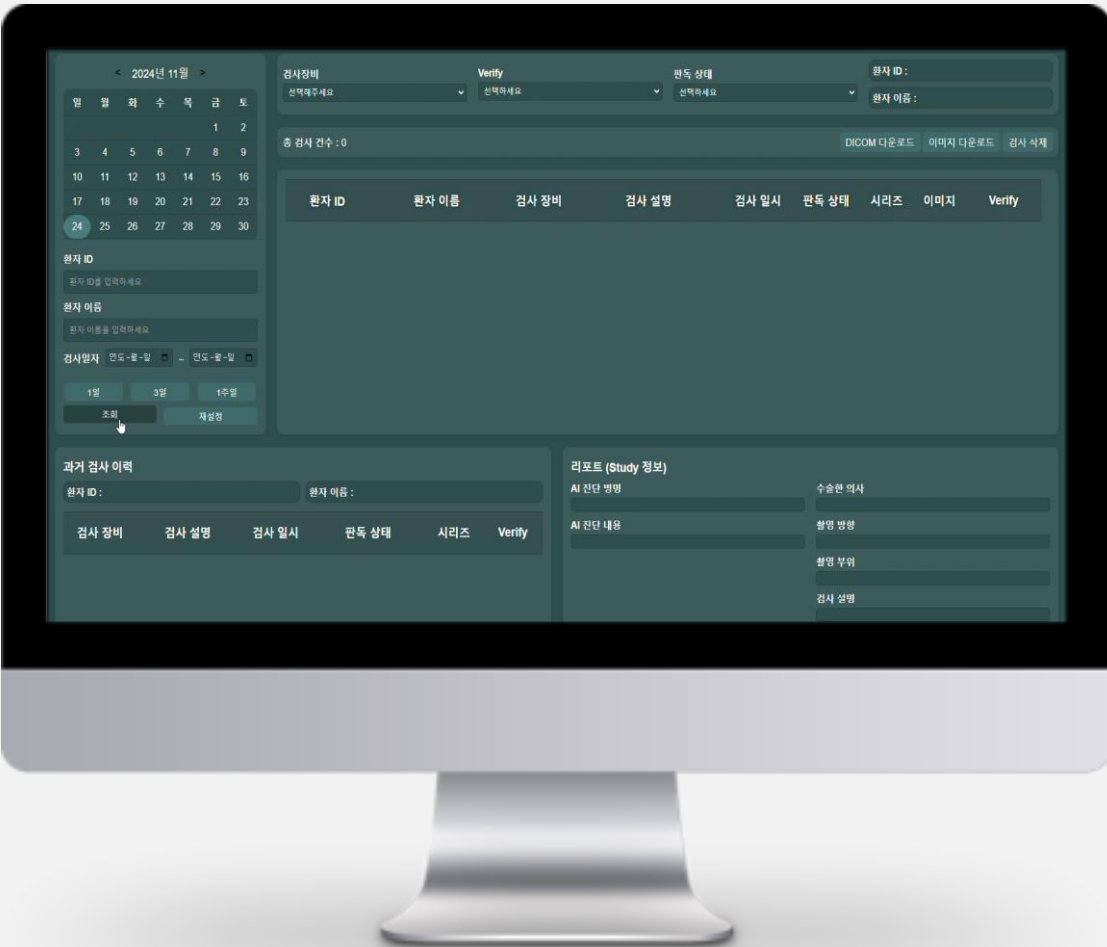 < 2024년 11월 >
일 월 화 수 목 금 토
1 2
3 4 5 6 7 8 9
10 11 12 13 14 15 16
17 18 19 20 21 22 23
24 25 26 27 28 29 30
환자 ID
환자 ID를 입력하세요
환자 이름
환자 이름을 입력하세요
검사일자 연도-월-일 ~ 연도-월-일
1일 3일 1주일
조회 재설정
검사장비 Verify 판독 상태
선택해주세요 선택하세요 선택하세요
환자 ID :
환자 이름 :
총 검사 건수 : 0 DICOM 다운로드 이미지 다운로드 검사 삭제
환자 ID 환자 이름 검사 장비 검사 설명 검사 일시 판독 상태 시리즈 이미지 Verify
과거 검사 이력
환자 ID : 환자 이름 :
검사 장비 검사 설명 검사 일시 판독 상태 시리즈 Verify
리포트 (Study 정보)
AI 진단 병명 수술한 의사
AI 진단 내용 촬영 방향
촬영 부위
검사 설명